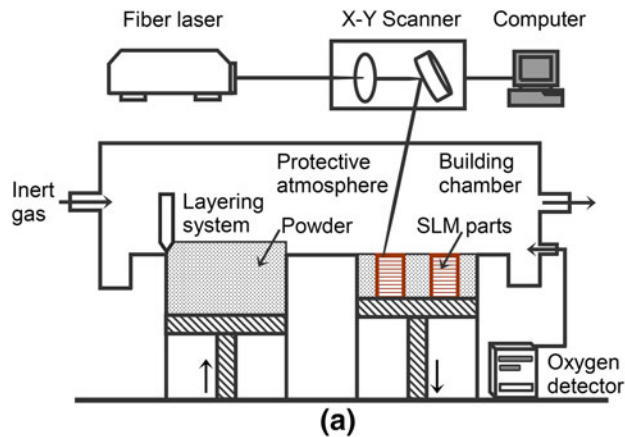 Fiber laser
X-Y Scanner
Computer
Inert
gas
Protective
atmosphere
Building
chamber
Layering
system
Powder
SLM parts
Oxygen
detector
(a)